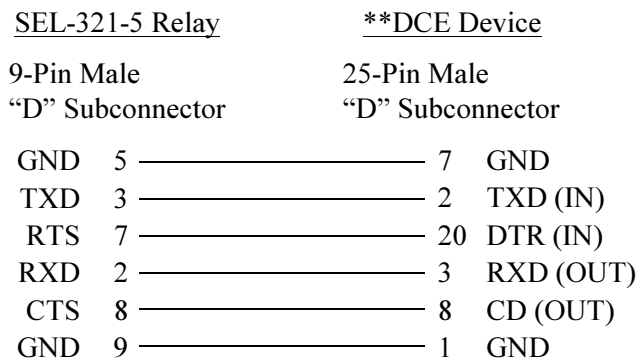 SEL-321-5 Relay **DCE Device
9-Pin Male 25-Pin Male
“D” Subconnector “D” Subconnector
GND 5 7 GND
TXD 3 2 TXD (IN)
RTS 7 20 DTR (IN)
RXD 2 3 RXD (OUT)
CTS 8 8 CD (OUT)
GND 9 1 GND